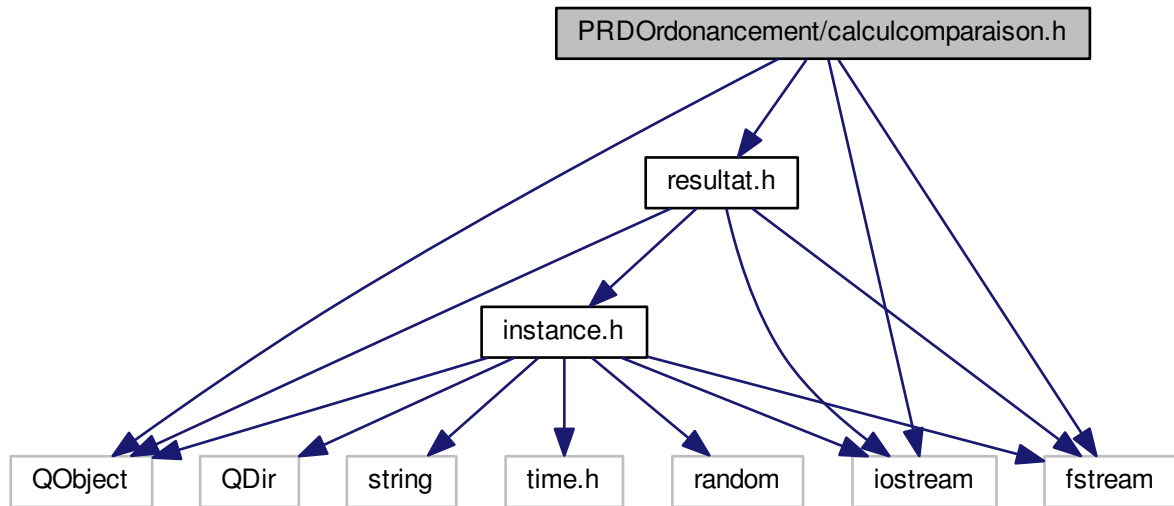 PRDOrdonancement/calculcomparaison.h
resultat.h
instance.h
QObject
QDir
string
time.h
random
iostream
fstream